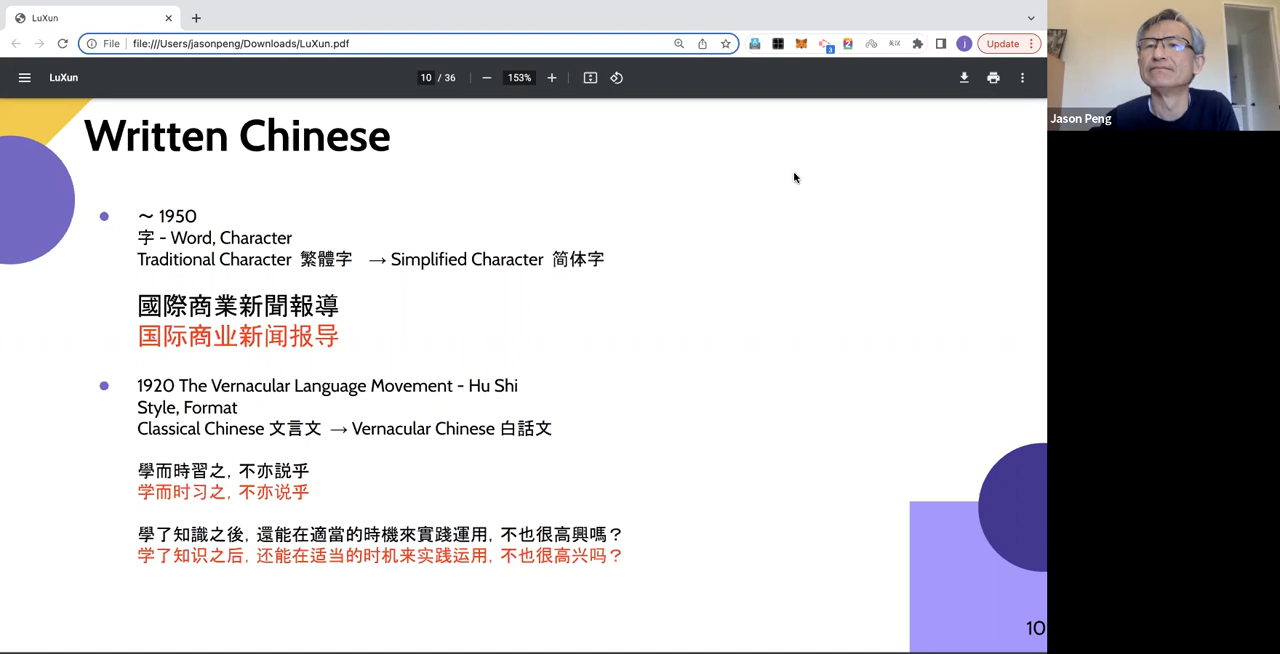 LuXun
File
file:///Users/jasonpeng/Downloads/LuXun.pdf
Update
LuXun
10 / 36
153%
Jason Peng
Written Chinese
～ 1950
字 - Word, Character
Traditional Character 繁體字 → Simplified Character 简体字
國際商業新聞報導
国际商业新闻报导
1920 The Vernacular Language Movement - Hu Shi
Style, Format
Classical Chinese 文言文 → Vernacular Chinese 白話文
學而時習之, 不亦説乎
学而时习之, 不亦说乎
學了知識之後, 還能在適當的時機來實踐運用, 不也很高興嗎？
学了知识之后, 还能在适当的时机来实践运用, 不也很高兴吗？
10